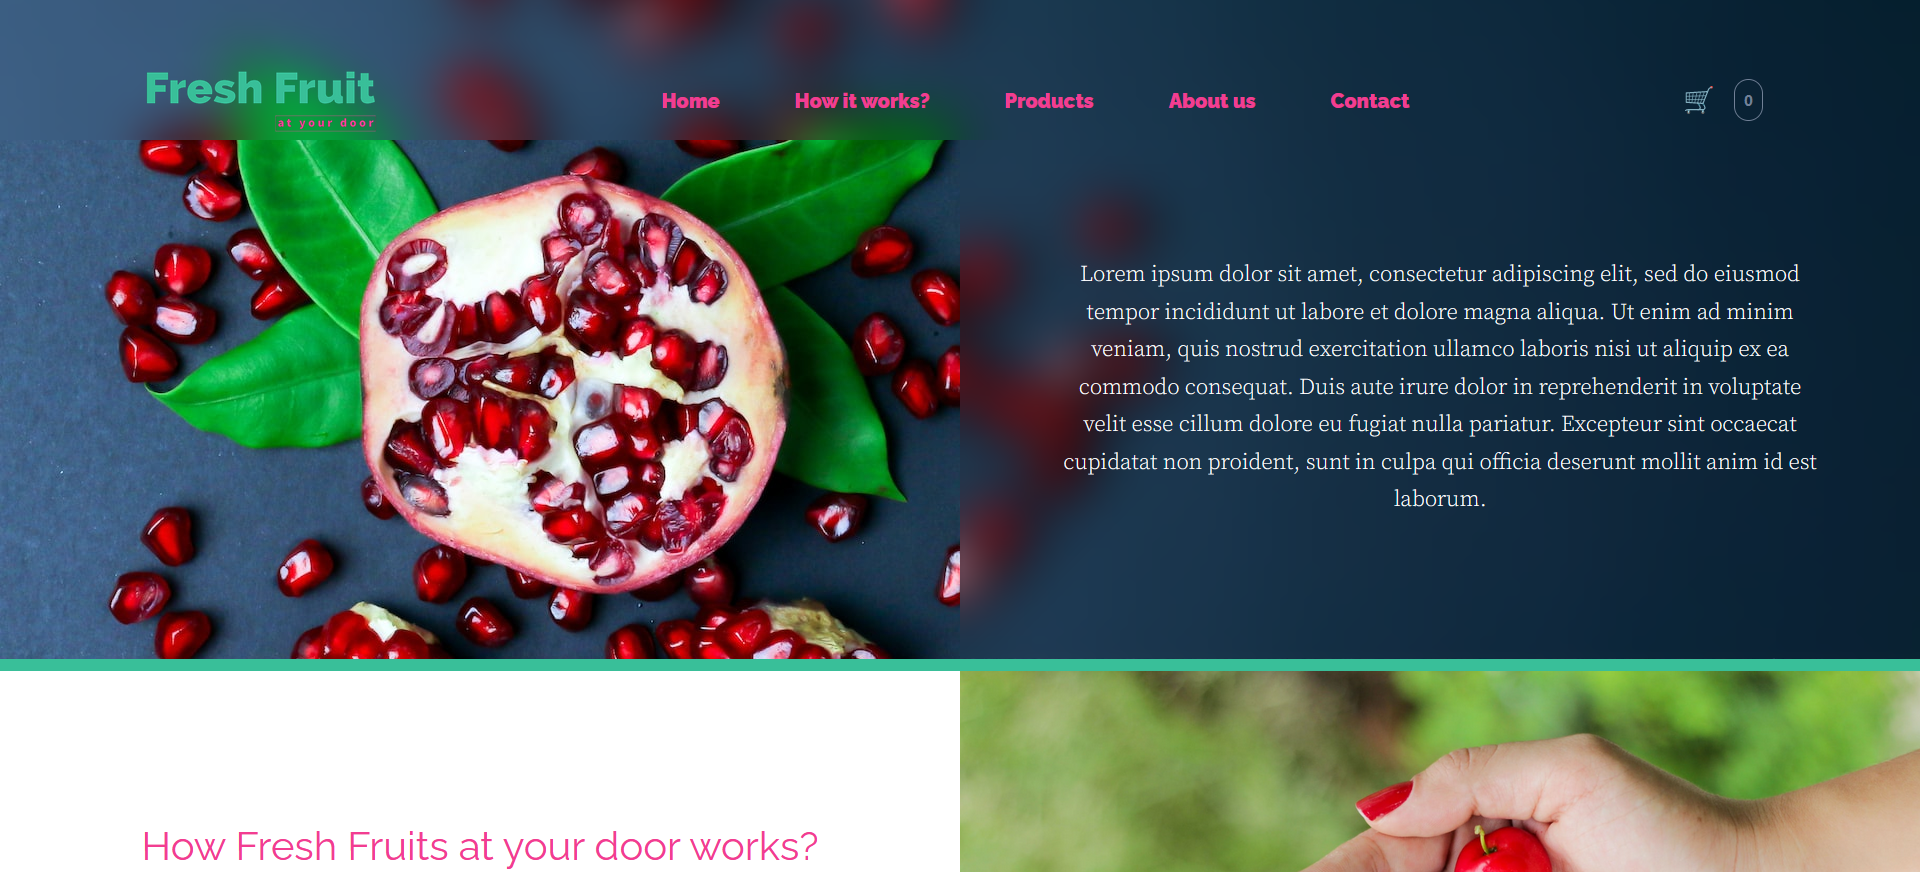 Fresh Fruit
at your door
Home
How it works?
Products
About us
Contact
0
Lorem ipsum dolor sit amet, consectetur adipiscing elit, sed do eiusmod
tempor incididunt ut labore et dolore magna aliqua. Ut enim ad minim
veniam, quis nostrud exercitation ullamco laboris nisi ut aliquip ex ea
commodo consequat. Duis aute irure dolor in reprehenderit in voluptate
velit esse cillum dolore eu fugiat nulla pariatur. Excepteur sint occaecat
cupidatat non proident, sunt in culpa qui officia deserunt mollit anim id est
laborum.
How Fresh Fruits at your door works?